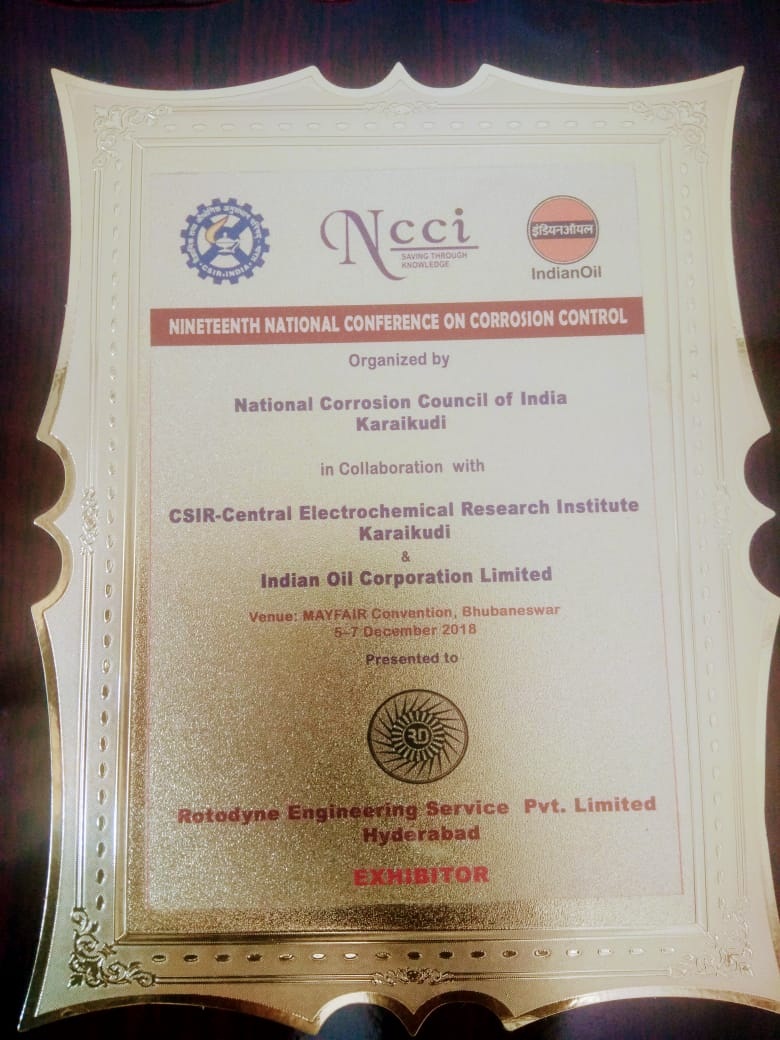 CSIR-INDIA
Ncci
SAVING THROUGH
KNOWLEDGE
इंडियनऑयल
IndianOil
NINETEENTH NATIONAL CONFERENCE ON CORROSION CONTROL
Organized by
National Corrosion Council of India
Karaikudi
in Collaboration with
CSIR-Central Electrochemical Research Institute
Karaikudi
&
Indian Oil Corporation Limited
Venue: MAYFAIR Convention, Bhubaneswar
5-7 December 2018
Presented to
Rotodyne Engineering Service Pvt. Limited
Hyderabad
EXHIBITOR